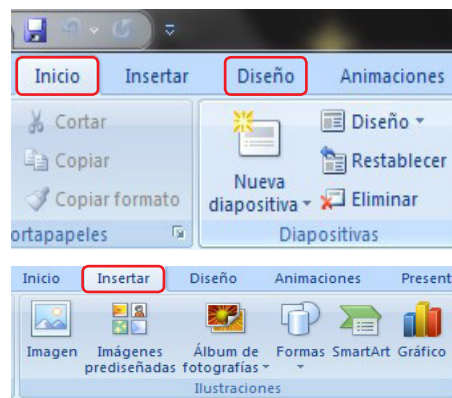 Inicio Insertar Diseño Animaciones
Cortar Diseño
Copiar Restablecer
Nueva
Copiar formato diapositiva Eliminar
ortapapeles Diapositivas
Inicio Insertar Diseño Animaciones Present
Imagen Imágenes Álbum de Formas SmartArt Gráfico
prediseñadas fotografías
Ilustraciones